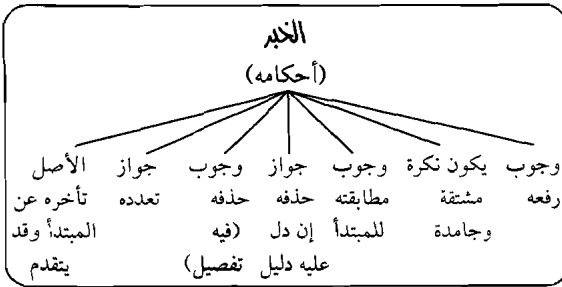 الخبر
(أحكامه)
وجوب
رفعه
يكون نكرة
مشتقة
وجامدة
وجوب
مطابقته
للمبتدأ
جواز
حذفه
إن دل
عليه دليل
وجوب
حذفه
(فيه
تفصيل)
جواز
تعدده
الأصل
تأخره عن
المبتدأ وقد
يتقدم